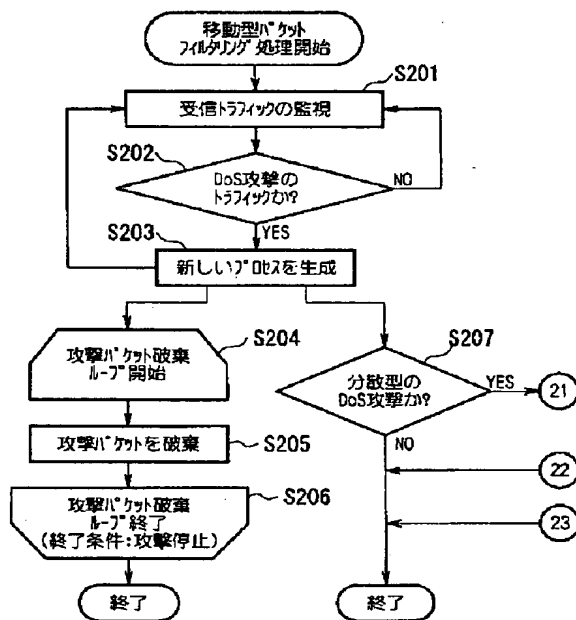 移動型パケット
フィルタリング処理開始
S201
受信トラフィックの監視
S202
DoS攻撃の
トラフィックか?
NO
YES
S203
新しいプロセスを生成
S204
攻撃パケット破棄
ループ開始
S207
分散型の
DoS攻撃か?
YES
21
NO
攻撃パケットを破棄
S205
22
S206
攻撃パケット破棄
ループ終了
(終了条件:攻撃停止)
23
終了
終了